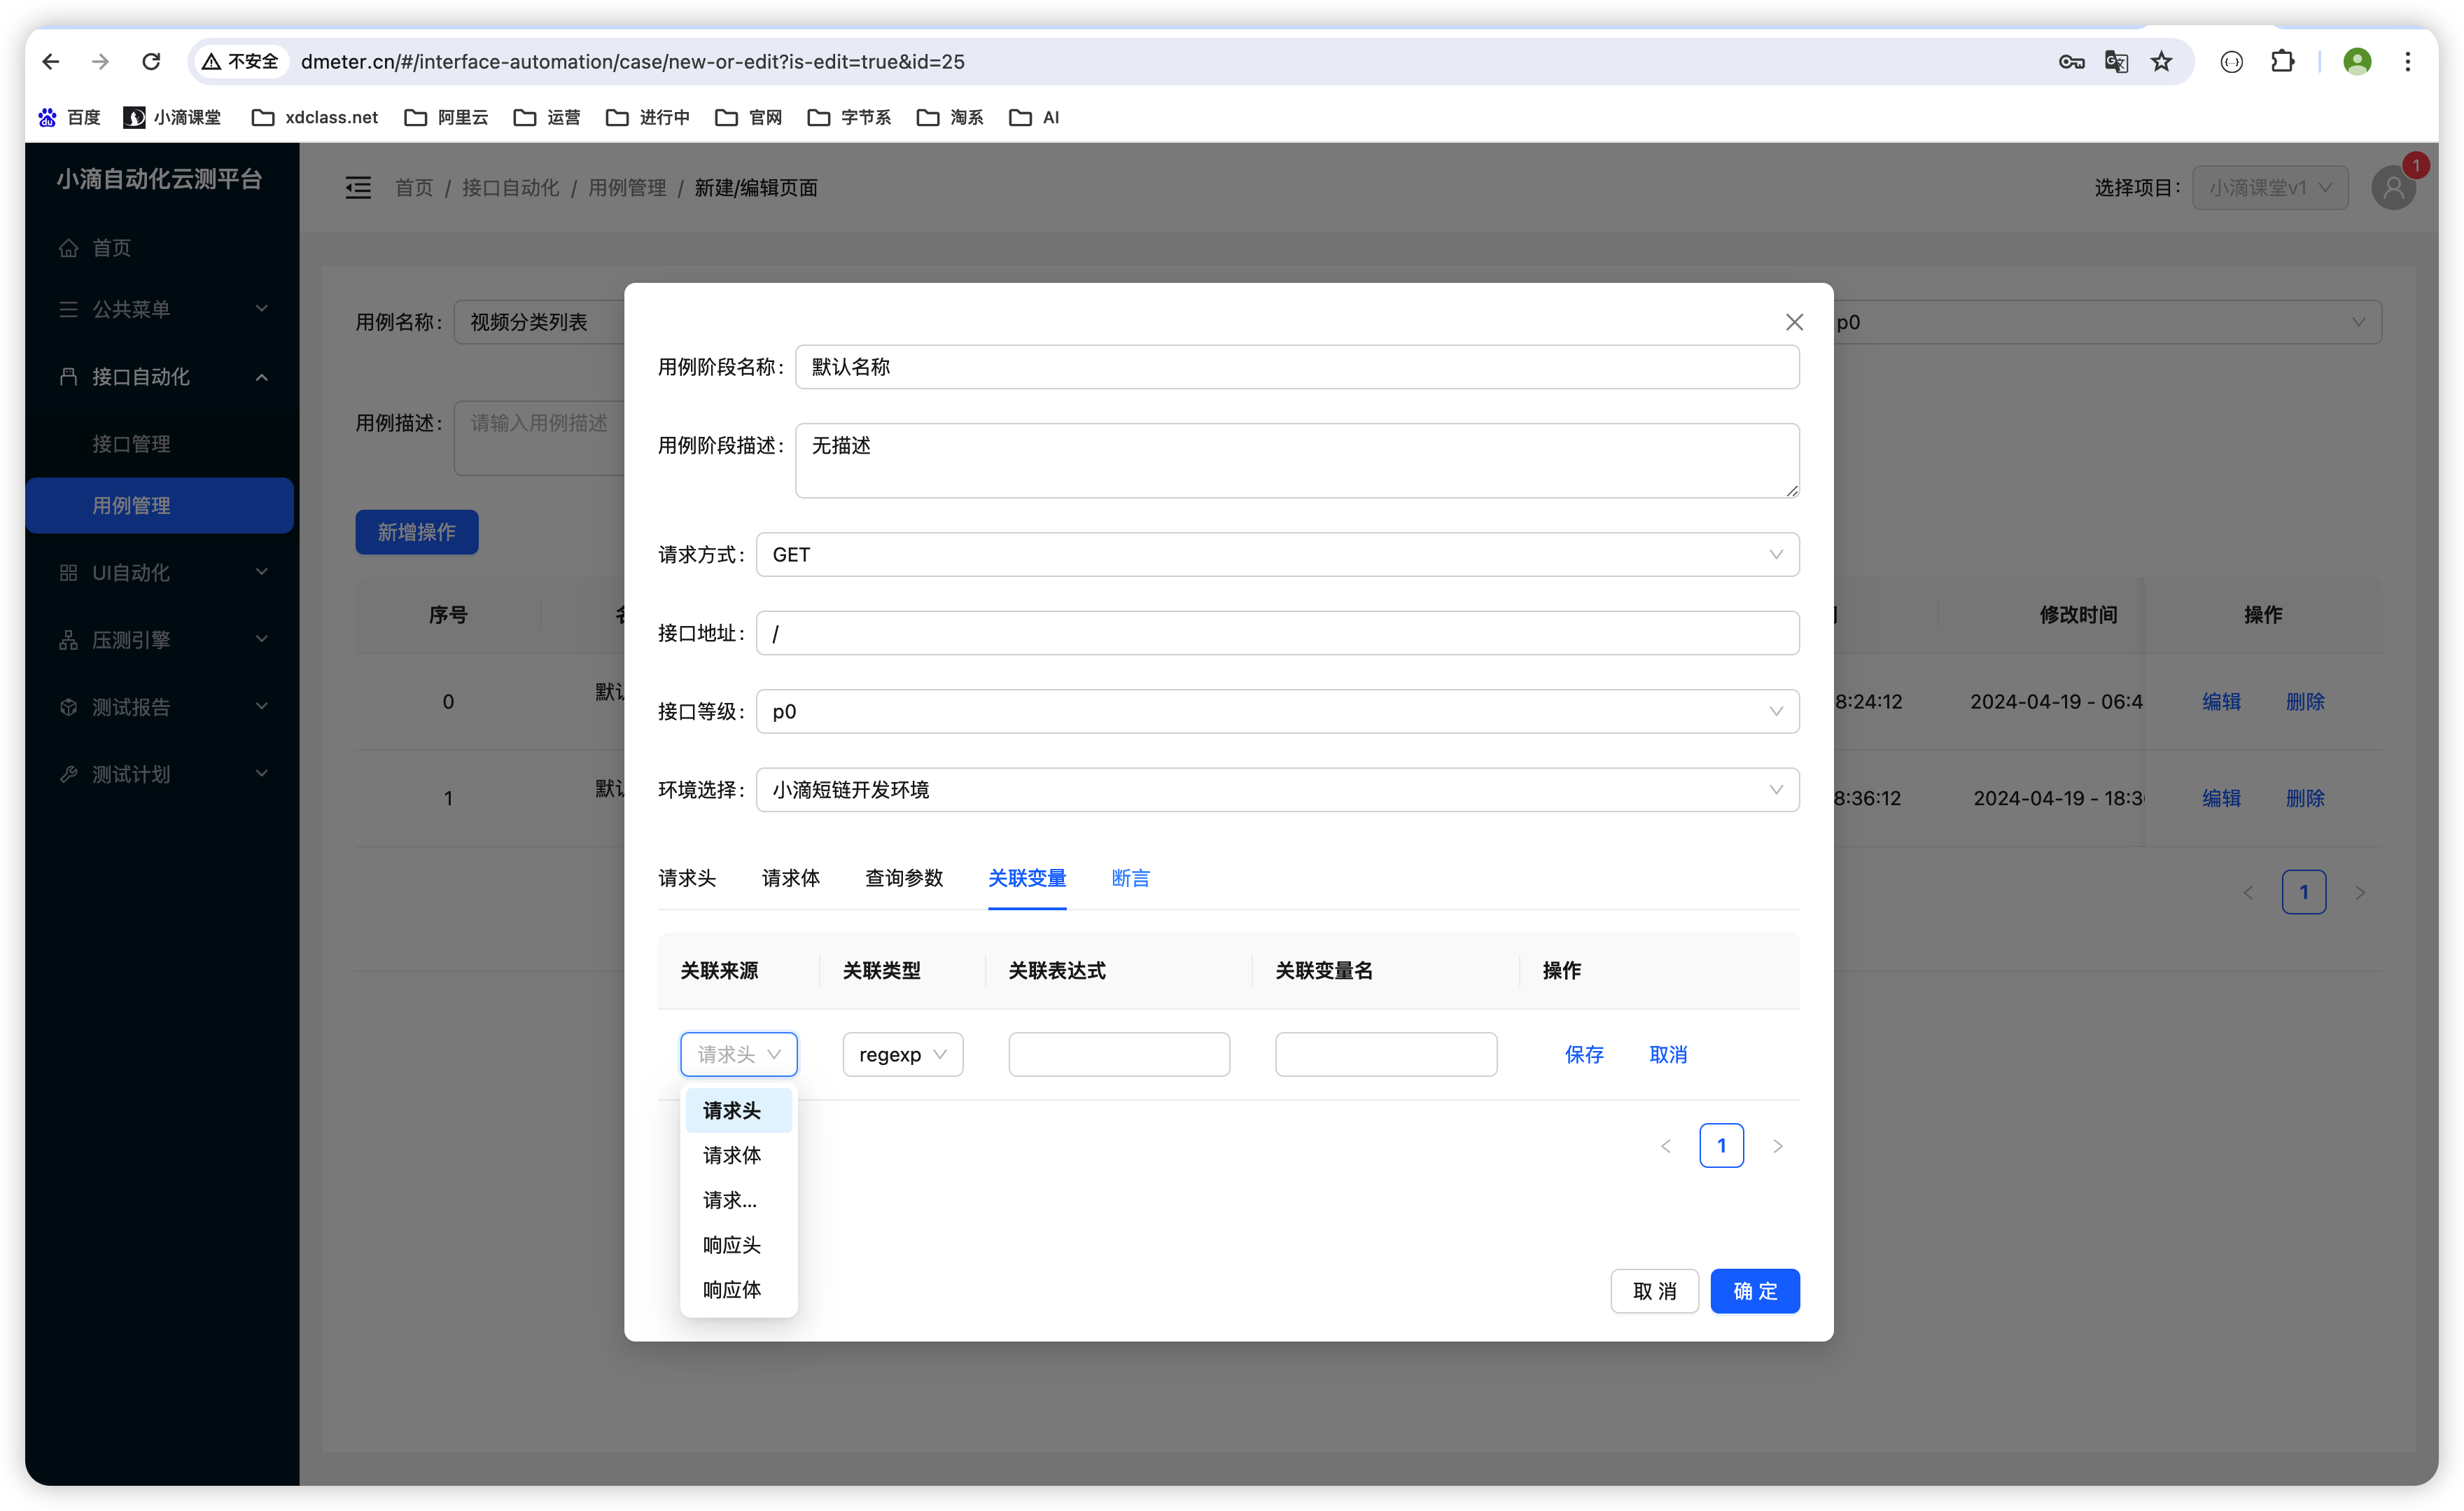 不安全 dmeter.cn/#/interface-automation/case/new-or-edit?is-edit=true&id=25
百度 小滴课堂 xdclass.net 阿里云 运营 进行中 官网 字节系 淘系 AI
小滴自动化云测平台
首页
公共菜单
接口自动化
接口管理
用例管理
UI自动化
压测引擎
测试报告
测试计划
首页 / 接口自动化 / 用例管理 / 新建/编辑页面
选择项目: 小滴课堂v1
1
用例名称: 视频分类列表
p0
用例描述: 请输入用例描述
新增操作
序号 修改时间 操作
0 8:24:12 2024-04-19 - 06:4 编辑 删除
1 8:36:12 2024-04-19 - 18:3 编辑 删除
1
用例阶段名称: 默认名称
用例阶段描述: 无描述
请求方式: GET
接口地址: /
接口等级: p0
环境选择: 小滴短链开发环境
请求头 请求体 查询参数 关联变量 断言
关联来源 关联类型 关联表达式 关联变量名 操作
请求头 regexp 保存 取消
请求头
请求体
请求...
响应头
响应体
1
取 消 确 定